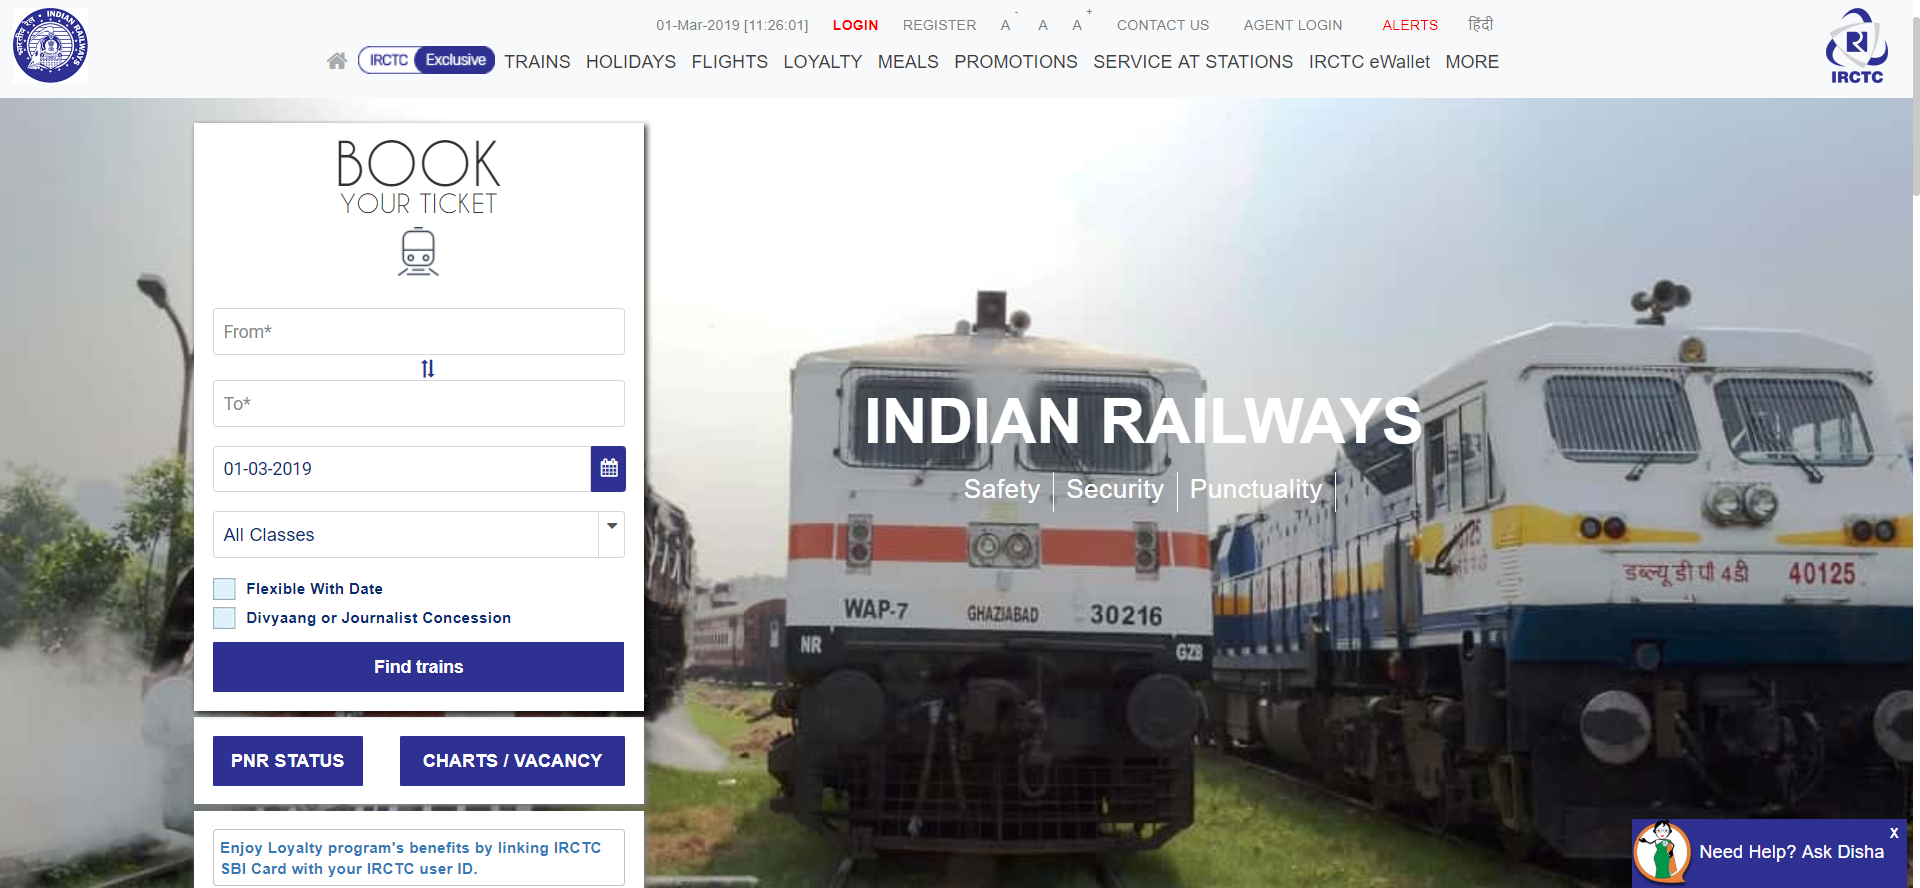 भारतीय रेल INDIAN RAILWAYS
01-Mar-2019 [11:26:01] LOGIN REGISTER A- A A+ CONTACT US AGENT LOGIN ALERTS हिंदी
IRCTC Exclusive TRAINS HOLIDAYS FLIGHTS LOYALTY MEALS PROMOTIONS SERVICE AT STATIONS IRCTC eWallet MORE
IRCTC
BOOK
YOUR TICKET
From*
To*
01-03-2019
All Classes
Flexible With Date
Divyaang or Journalist Concession
Find trains
PNR STATUS CHARTS / VACANCY
Enjoy Loyalty program's benefits by linking IRCTC
SBI Card with your IRCTC user ID.
INDIAN RAILWAYS
Safety Security Punctuality
WAP-7 GHAZIABAD 30216
NR GZB
डब्ल्यू डी पी 4डी 40125
Need Help? Ask Disha
X